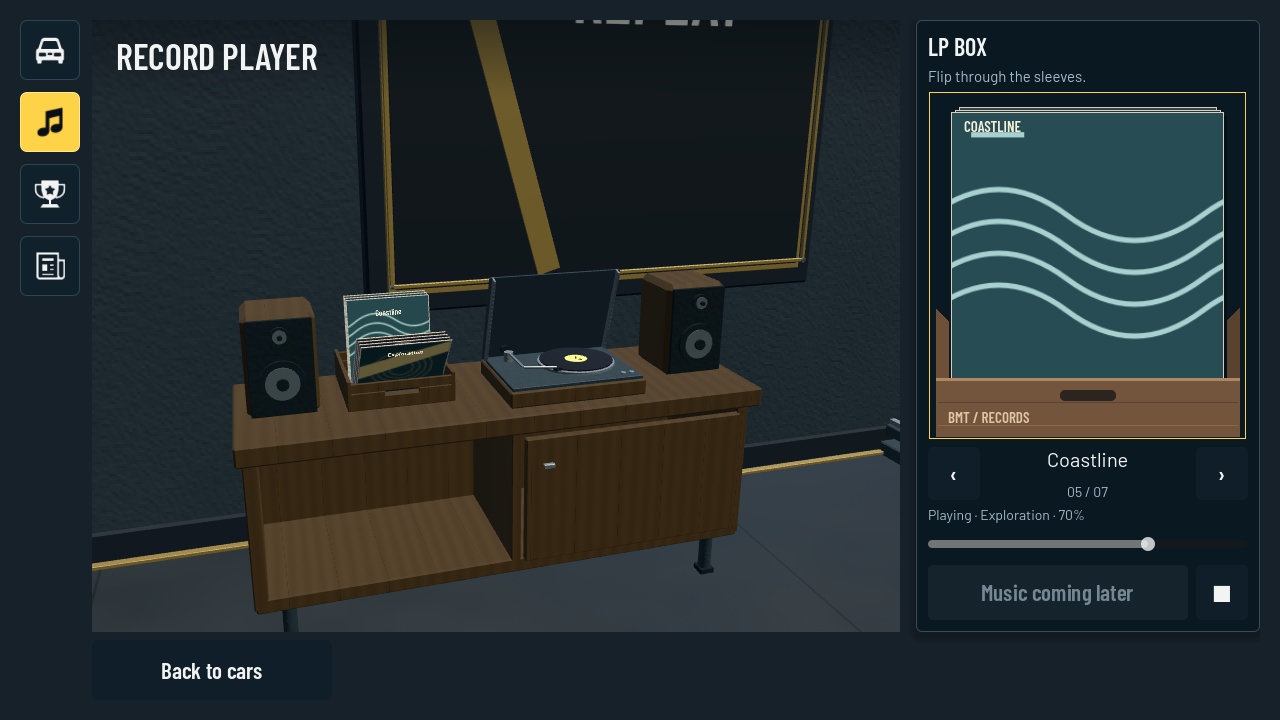 RECORD PLAYER
Coastline
Exploration
LP BOX
Flip through the sleeves.
COASTLINE
BMT / RECORDS
‹
Coastline
›
05 / 07
Playing · Exploration · 70%
Music coming later
Back to cars